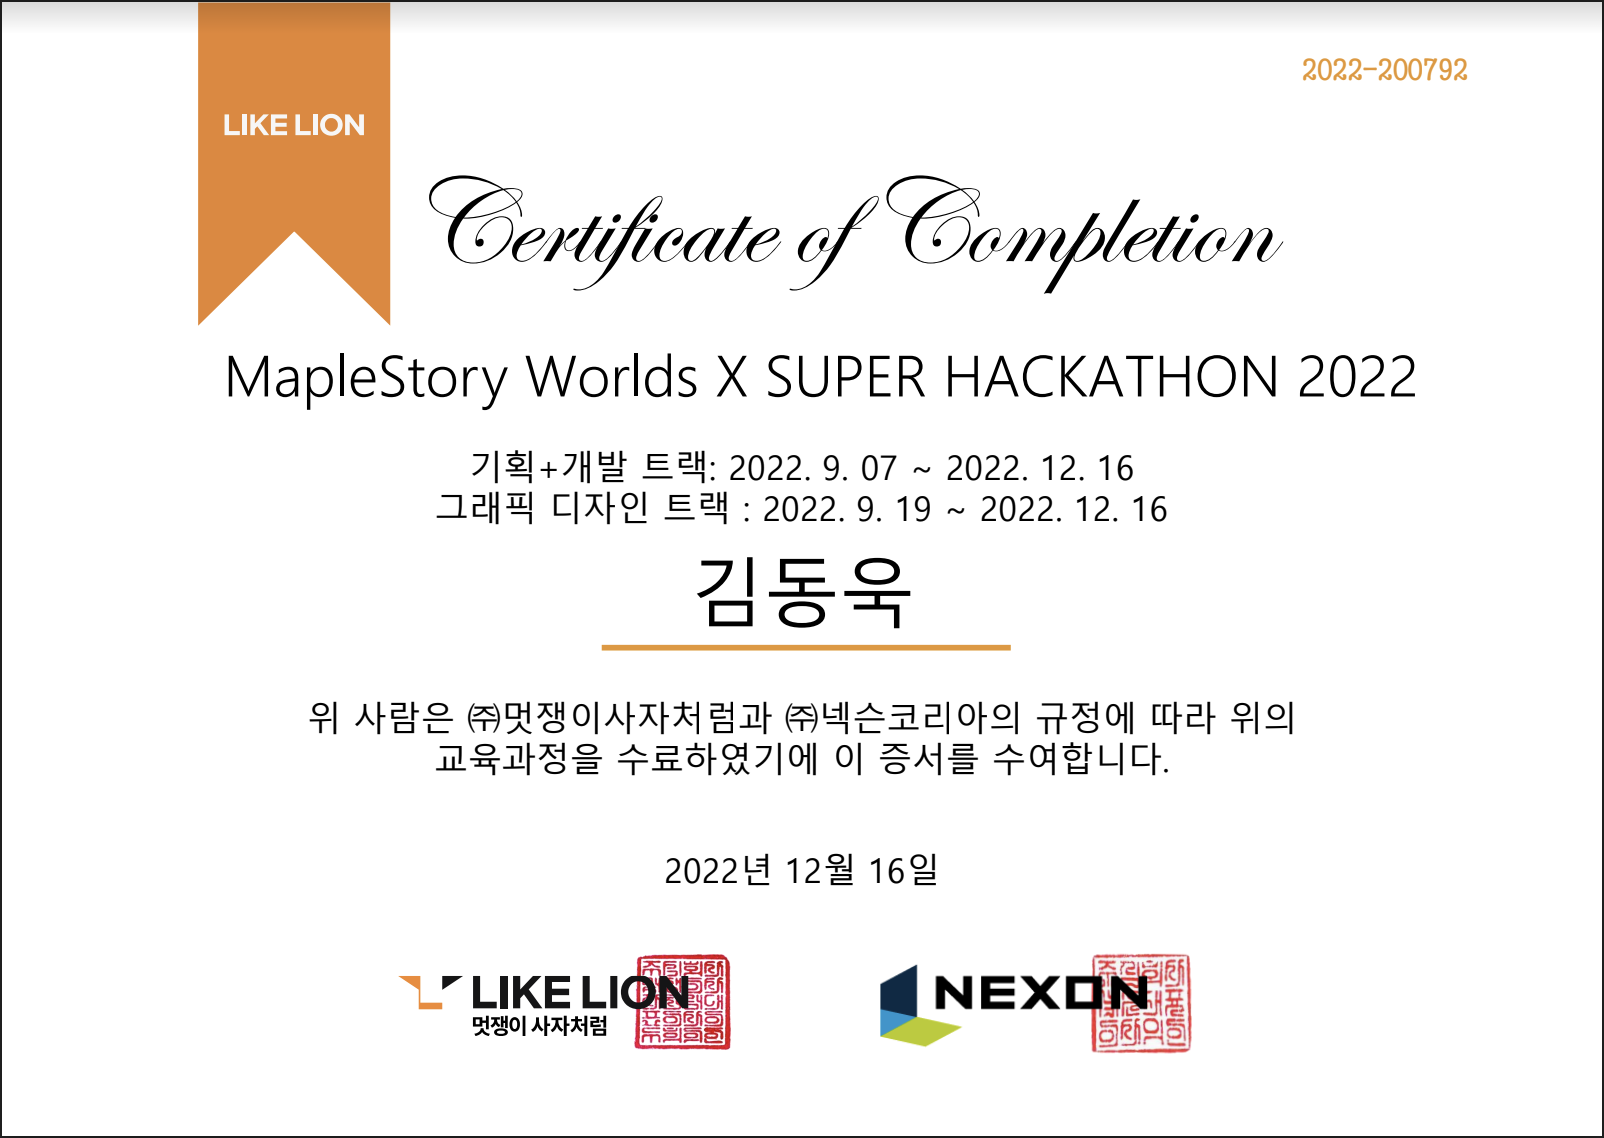 2022-200792
LIKE LION
Certificate of Completion
MapleStory Worlds X SUPER HACKATHON 2022
기획+개발 트랙: 2022. 9. 07 ~ 2022. 12. 16
그래픽 디자인 트랙 : 2022. 9. 19 ~ 2022. 12. 16
김동욱
위 사람은 ㈜멋쟁이사자처럼과 ㈜넥슨코리아의 규정에 따라 위의
교육과정을 수료하였기에 이 증서를 수여합니다.
2022년 12월 16일
LIKE LION
멋쟁이 사자처럼
NEXON